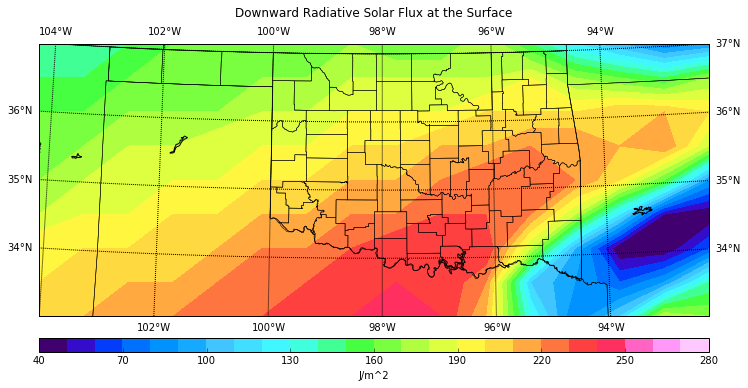 Downward Radiative Solar Flux at the Surface
104°W 102°W 100°W 98°W 96°W 94°W
37°N
36°N 36°N
35°N 35°N
34°N 34°N
102°W 100°W 98°W 96°W 94°W
40 70 100 130 160 190 220 250 280
J/m^2